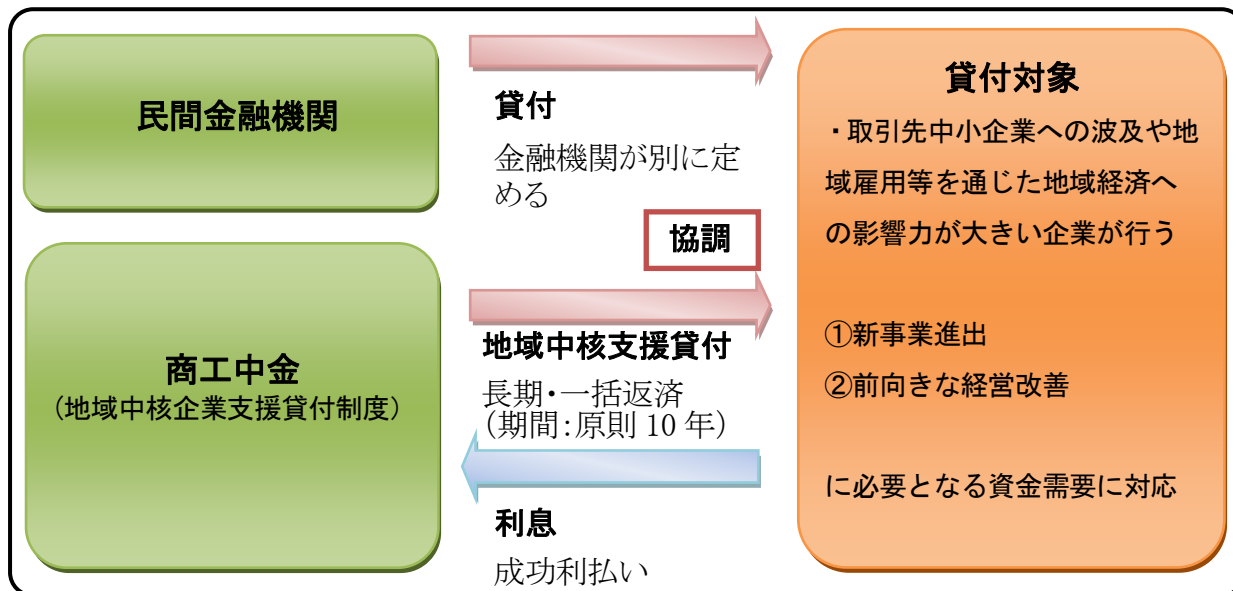 民間金融機関
貸付
金融機関が別に定
める
協調
商工中金
（地域中核企業支援貸付制度）
地域中核支援貸付
長期・一括返済
（期間：原則 10 年）
利息
成功利払い
貸付対象
・取引先中小企業への波及や地
域雇用等を通じた地域経済へ
の影響力が大きい企業が行う
①新事業進出
②前向きな経営改善
に必要となる資金需要に対応